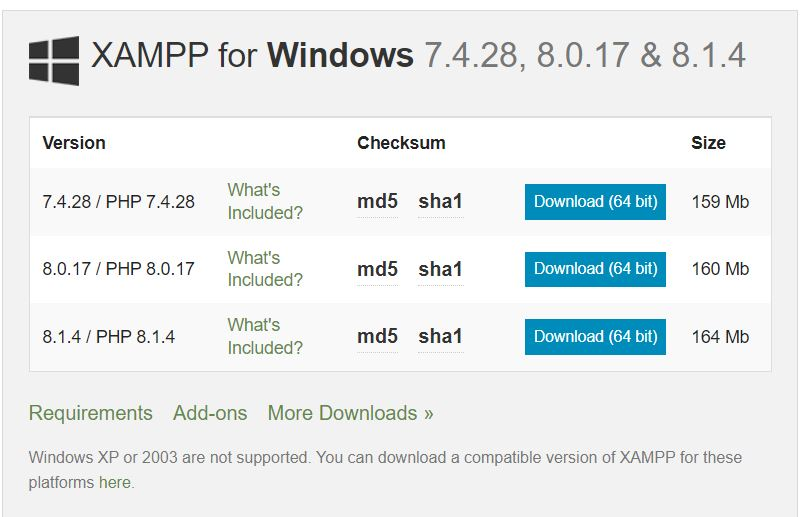 XAMPP for Windows 7.4.28, 8.0.17 & 8.1.4
Version Checksum Size
7.4.28 / PHP 7.4.28 What's Included? md5 sha1 Download (64 bit) 159 Mb
8.0.17 / PHP 8.0.17 What's Included? md5 sha1 Download (64 bit) 160 Mb
8.1.4 / PHP 8.1.4 What's Included? md5 sha1 Download (64 bit) 164 Mb
Requirements Add-ons More Downloads »
Windows XP or 2003 are not supported. You can download a compatible version of XAMPP for these
platforms here.